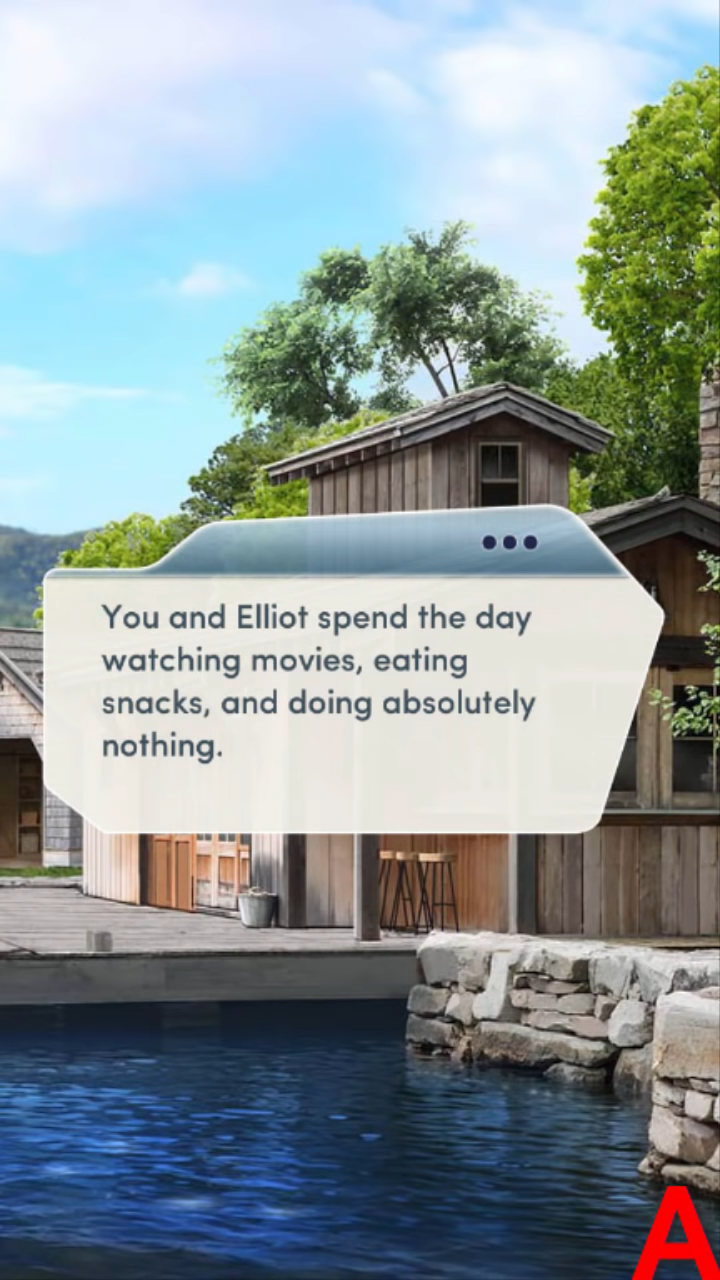 You and Elliot spend the day
watching movies, eating
snacks, and doing absolutely
nothing.
A